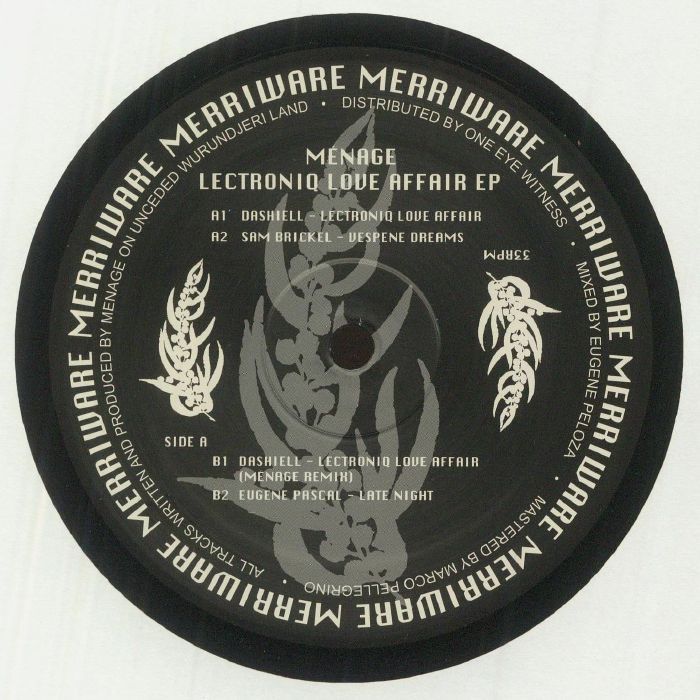 MERRIWARE MERRIWARE MERRIWARE MERRIWARE MERRIWARE MERRIWARE MERRIWARE MERRIWARE
ALL TRACKS WRITTEN AND PRODUCED BY MENAGE ON UNCEDED WURUNDJERI LAND • DISTRIBUTED BY ONE EYE WITNESS • MIXED BY EUGENE PELOZA • MASTERED BY MARCO PELLEGRINO •
MENAGE
LECTRONIQ LOVE AFFAIR EP
A1 DASHIELL - LECTRONIQ LOVE AFFAIR
A2 SAM BRICKEL - VESPENE DREAMS
33RPM
SIDE A
B1 DASHIELL - LECTRONIQ LOVE AFFAIR
(MENAGE REMIX)
B2 EUGENE PASCAL - LATE NIGHT